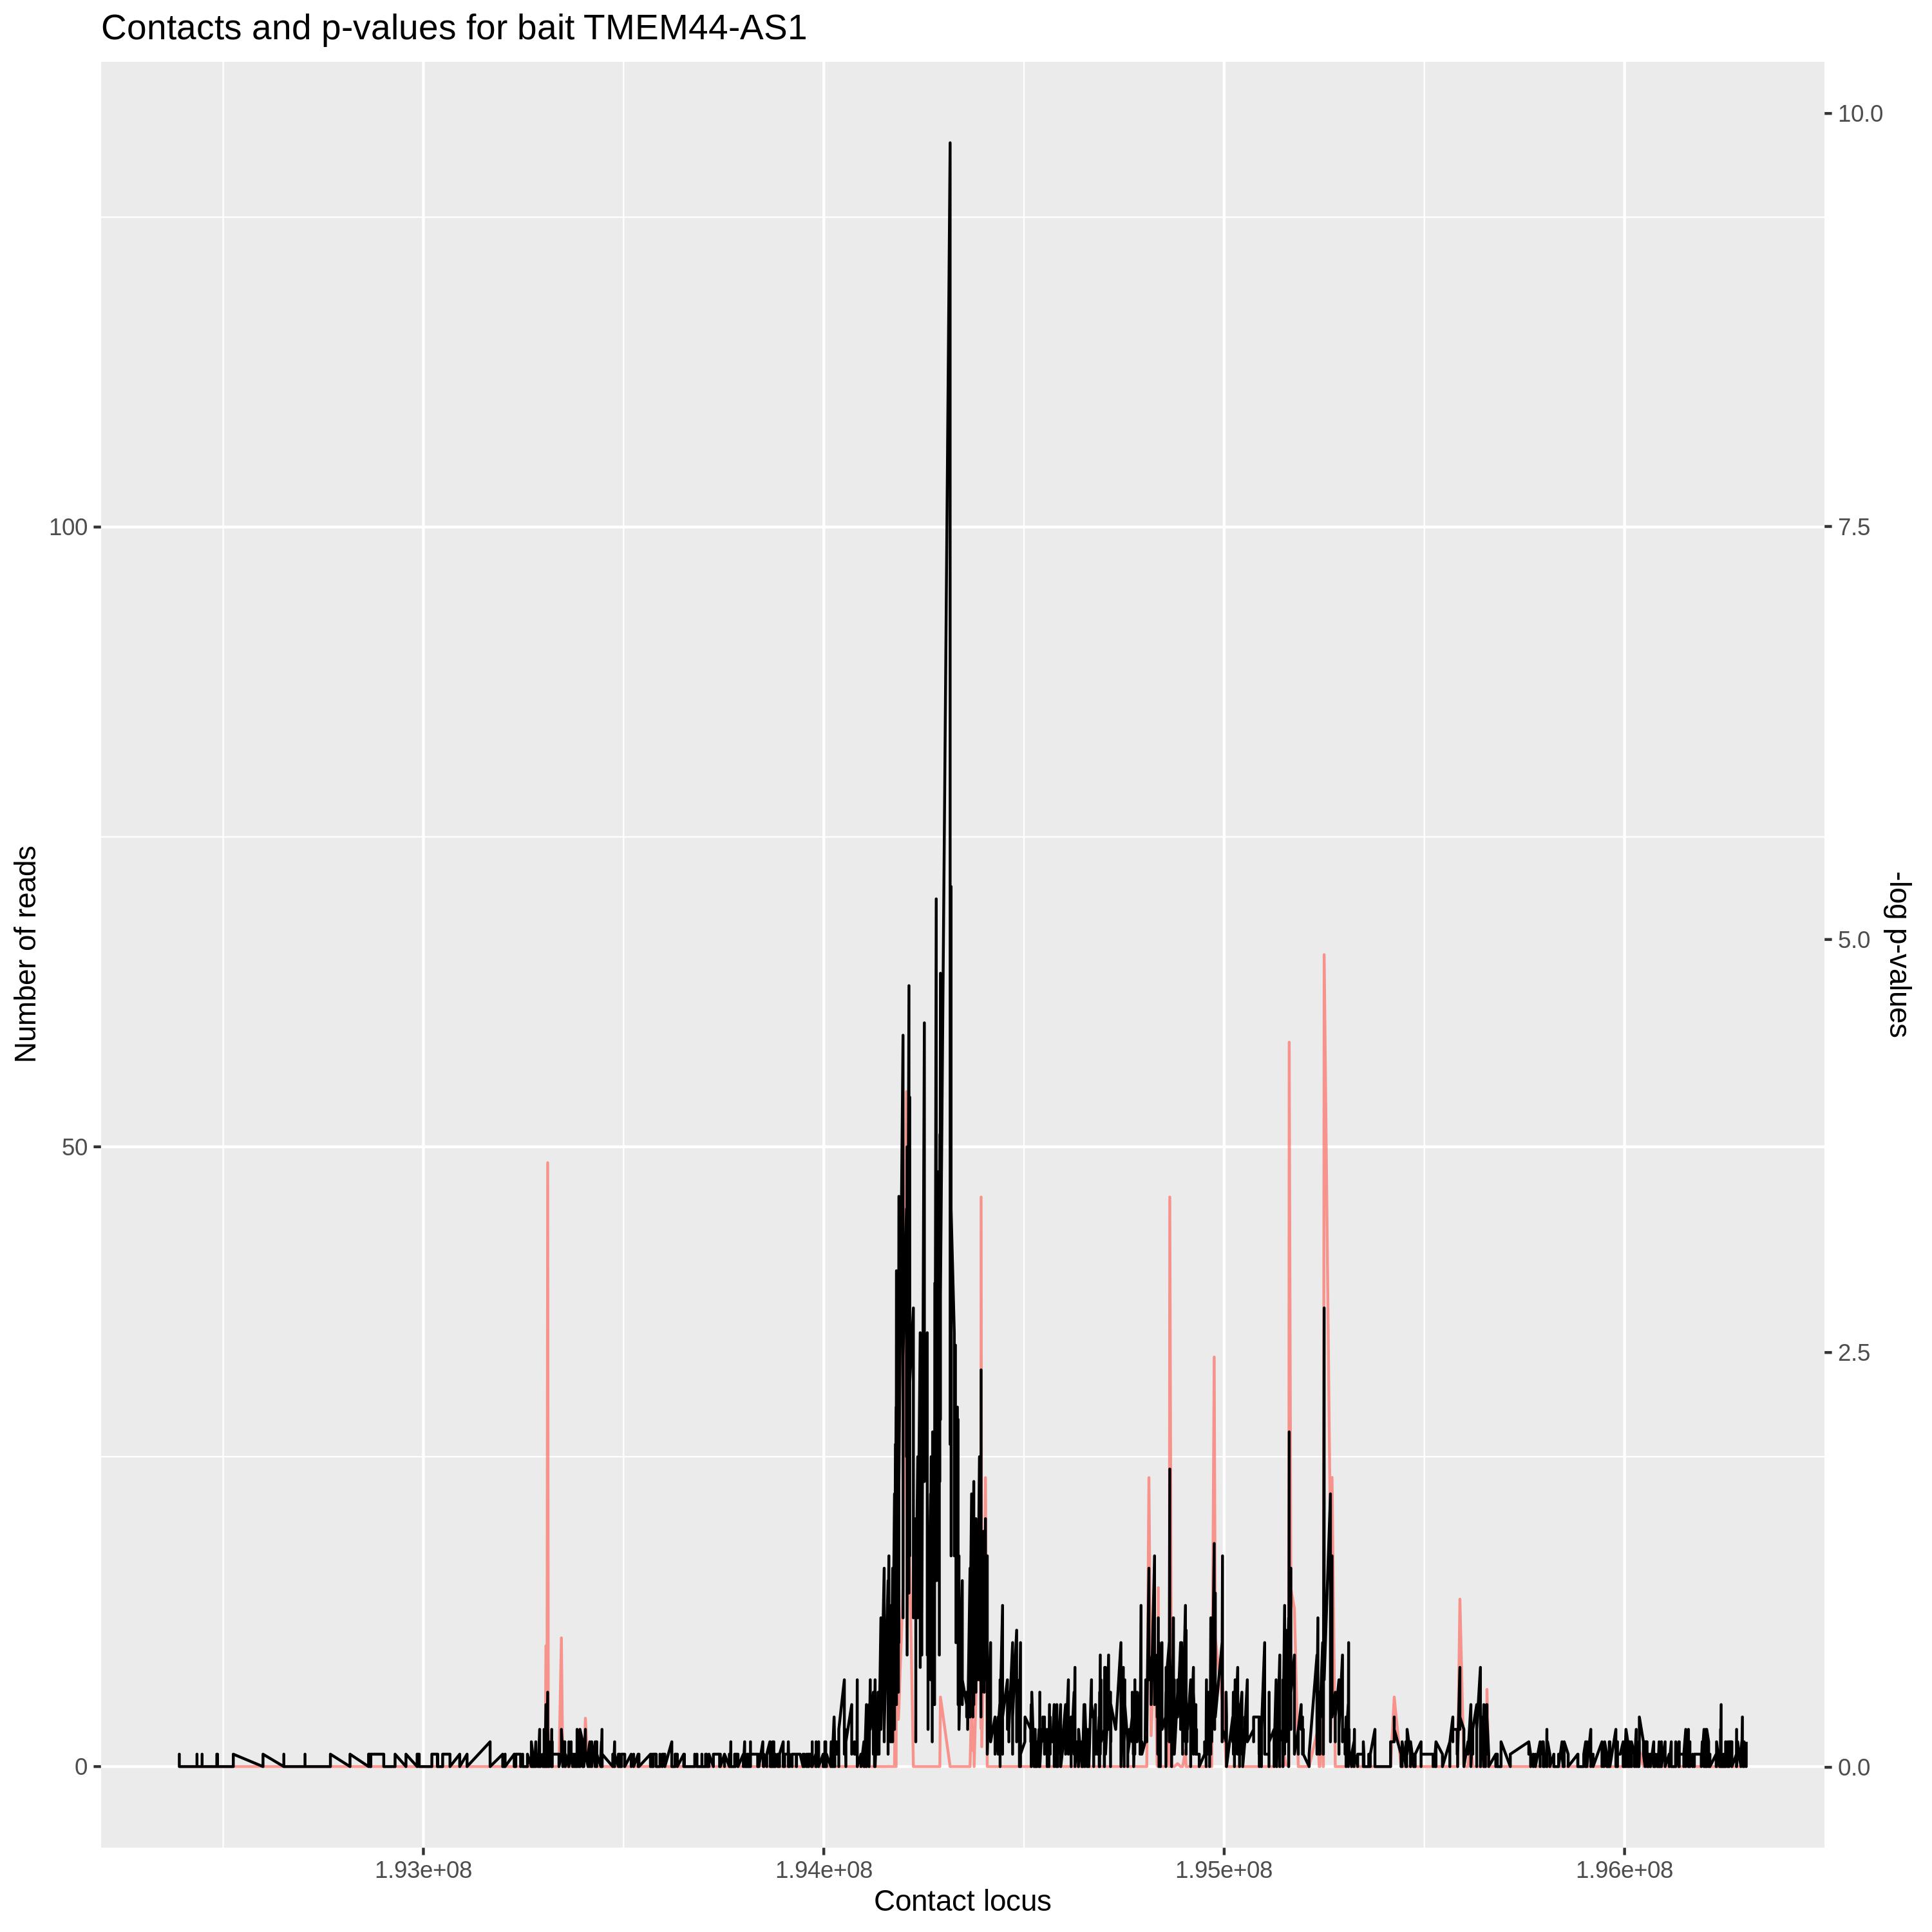 Contacts and p-values for bait TMEM44-AS1
10.0
100
7.5
Number of reads
5.0
-log p-values
50
2.5
0
0.0
1.93e+08
1.94e+08
1.95e+08
1.96e+08
Contact locus